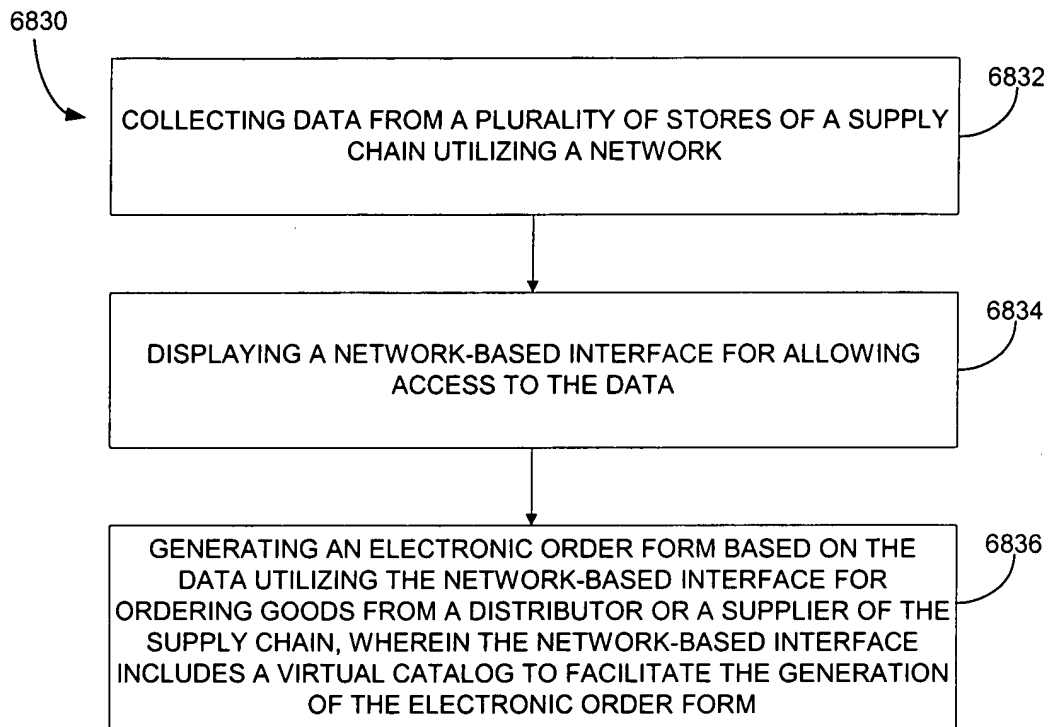 6830
6832
COLLECTING DATA FROM A PLURALITY OF STORES OF A SUPPLY
CHAIN UTILIZING A NETWORK
6834
DISPLAYING A NETWORK-BASED INTERFACE FOR ALLOWING
ACCESS TO THE DATA
6836
GENERATING AN ELECTRONIC ORDER FORM BASED ON THE
DATA UTILIZING THE NETWORK-BASED INTERFACE FOR
ORDERING GOODS FROM A DISTRIBUTOR OR A SUPPLIER OF THE
SUPPLY CHAIN, WHEREIN THE NETWORK-BASED INTERFACE
INCLUDES A VIRTUAL CATALOG TO FACILITATE THE GENERATION
OF THE ELECTRONIC ORDER FORM